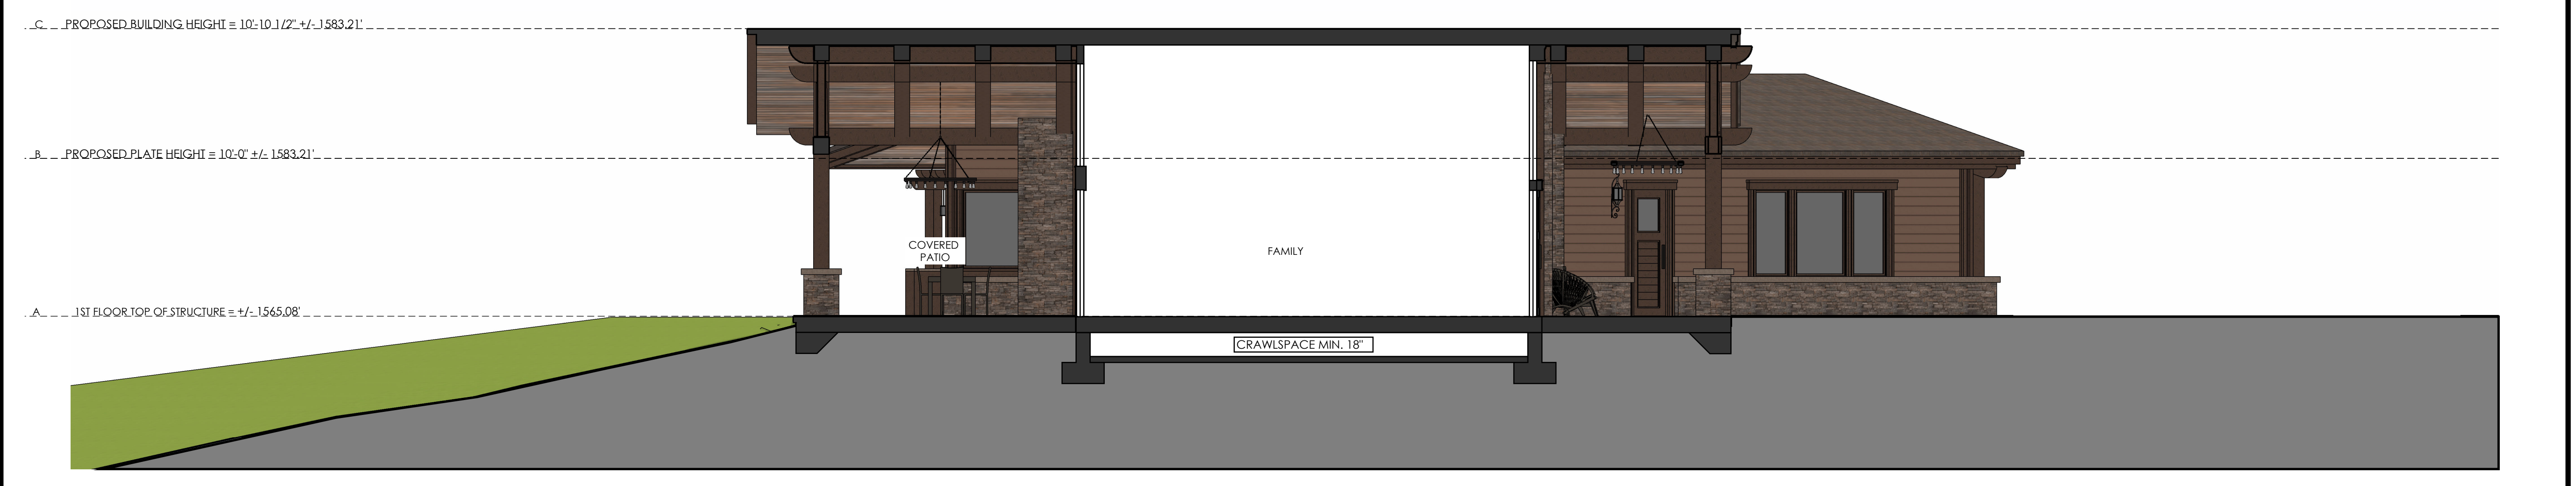 C PROPOSED BUILDING HEIGHT = 10'-10 1/2" +/- 1583.21'
B PROPOSED PLATE HEIGHT = 10'-0" +/- 1583.21'
COVERED
PATIO
FAMILY
A 1ST FLOOR TOP OF STRUCTURE = +/- 1565.08'
CRAWLSPACE MIN. 18"